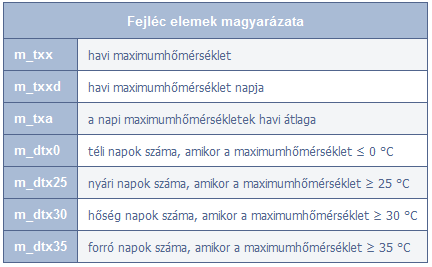 Fejléc elemek magyarázata
m_txx havi maximumhőmérséklet
m_txxd havi maximumhőmérséklet napja
m_txa a napi maximumhőmérsékletek havi átlaga
m_dtx0 téli napok száma, amikor a maximumhőmérséklet ≤ 0 °C
m_dtx25 nyári napok száma, amikor a maximumhőmérséklet ≥ 25 °C
m_dtx30 hőség napok száma, amikor a maximumhőmérséklet ≥ 30 °C
m_dtx35 forró napok száma, amikor a maximumhőmérséklet ≥ 35 °C